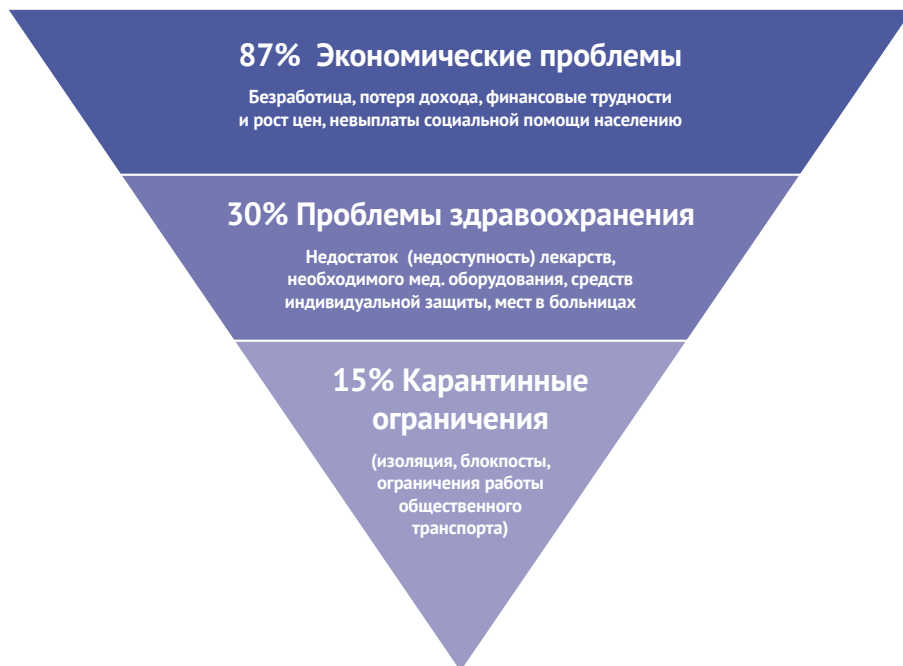 87% Экономические проблемы
Безработица, потеря дохода, финансовые трудности
и рост цен, невыплаты социальной помощи населению
30% Проблемы здравоохранения
Недостаток (недоступность) лекарств,
необходимого мед. оборудования, средств
индивидуальной защиты, мест в больницах
15% Карантинные
ограничения
(изоляция, блокпосты,
ограничения работы
общественного
транспорта)